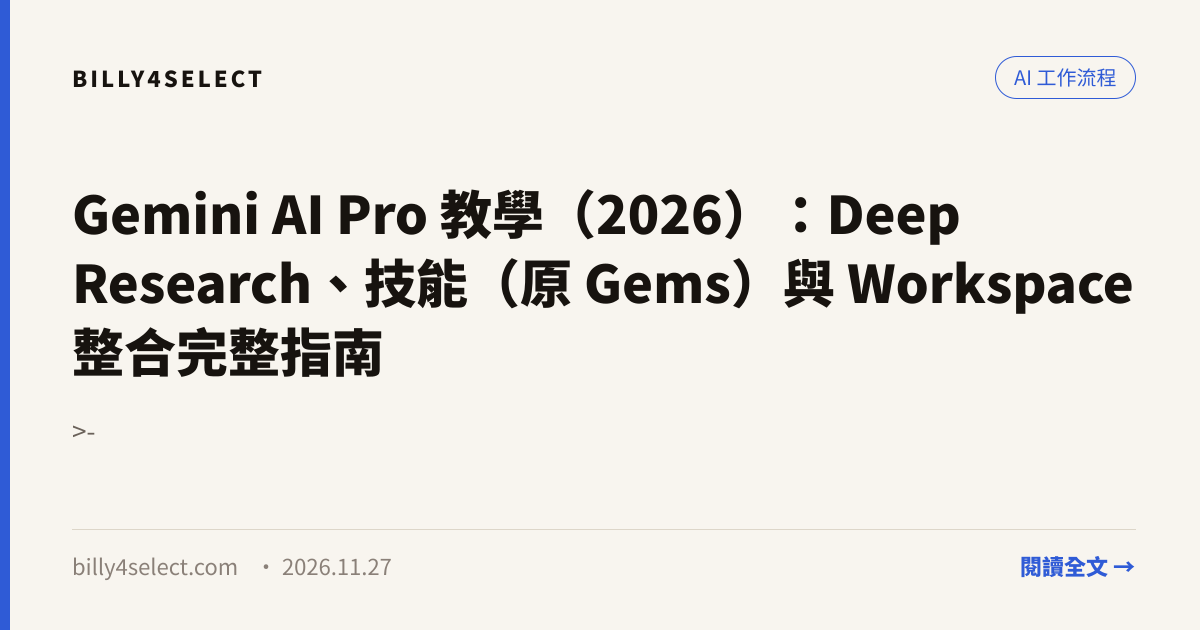 BILLY4SELECT
AI 工作流程
Gemini AI Pro 教學（2026）：Deep
Research、技能（原 Gems）與 Workspace
整合完整指南
>-
billy4select.com ・ 2026.11.27
閱讀全文 →